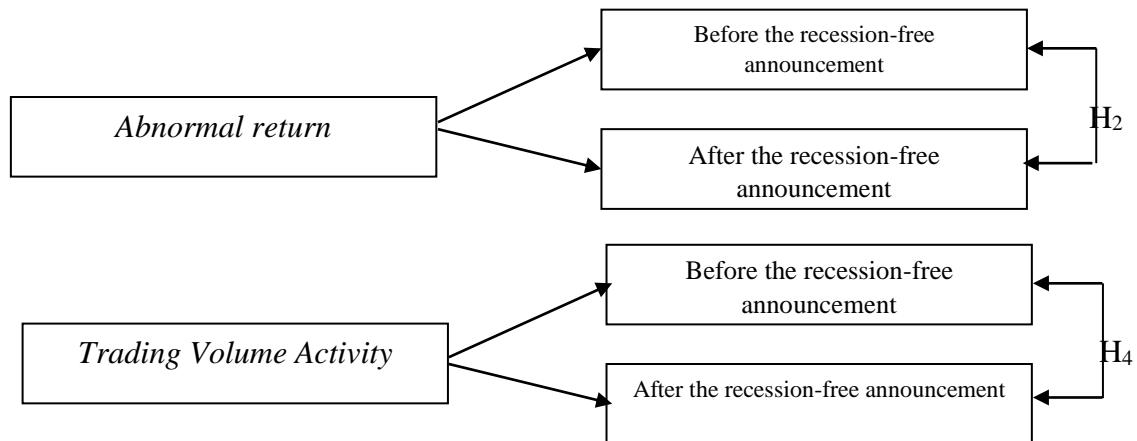 Before the recession-free
announcement
Abnormal return
H2
After the recession-free
announcement
Before the recession-free
announcement
Trading Volume Activity
H4
After the recession-free announcement